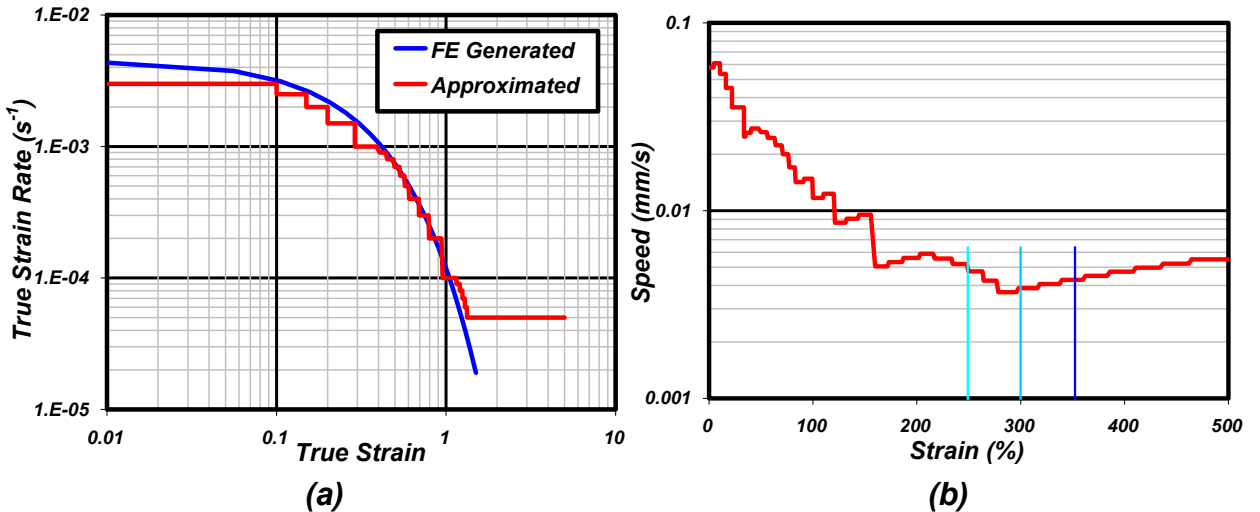 1.E-02
1.E-03
1.E-04
1.E-05
True Strain Rate (s⁻¹)
FE Generated
Approximated
0.01
0.1
1
10
True Strain
(a)
0.1
0.01
0.001
Speed (mm/s)
0
100
200
300
400
500
Strain (%)
(b)